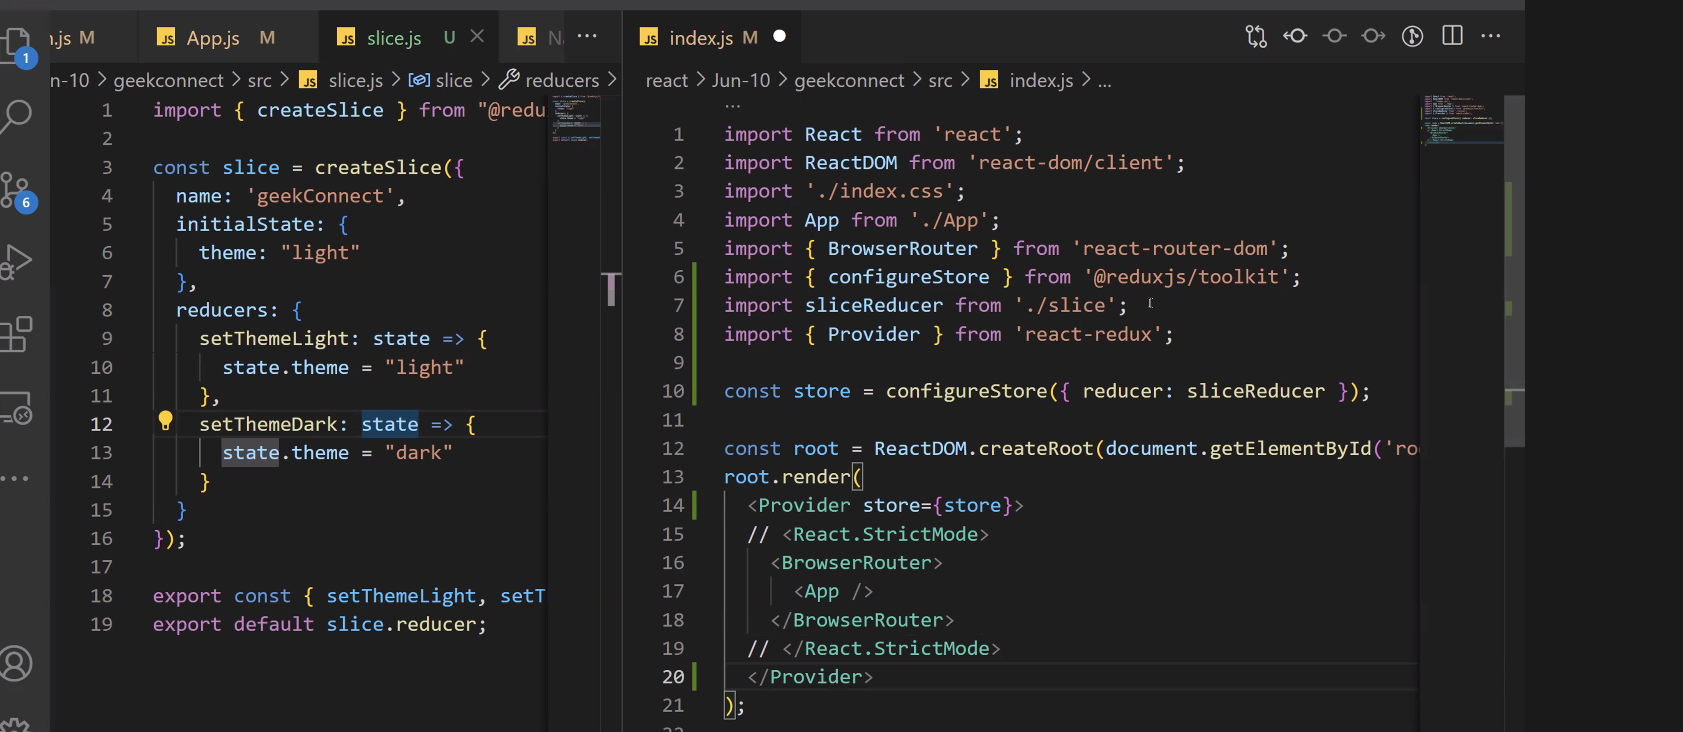 .js M
JS App.js M
JS slice.js U
JS
...
JS index.js M
n-10 > geekconnect > src > JS slice.js > slice > reducers >
react > Jun-10 > geekconnect > src > JS index.js > ...
1
6
1 import { createSlice } from "@redu
2
3 const slice = createSlice({
4 name: 'geekConnect',
5 initialState: {
6 theme: "light"
7 },
8 reducers: {
9 setThemeLight: state => {
10 state.theme = "light"
11 },
12 setThemeDark: state => {
13 state.theme = "dark"
14 }
15 }
16 });
17
18 export const { setThemeLight, setT
19 export default slice.reducer;
...
1 import React from 'react';
2 import ReactDOM from 'react-dom/client';
3 import './index.css';
4 import App from './App';
5 import { BrowserRouter } from 'react-router-dom';
6 import { configureStore } from '@reduxjs/toolkit';
7 import sliceReducer from './slice';
8 import { Provider } from 'react-redux';
9
10 const store = configureStore({ reducer: sliceReducer });
11
12 const root = ReactDOM.createRoot(document.getElementById('ro
13 root.render(
14 <Provider store={store}>
15 // <React.StrictMode>
16 <BrowserRouter>
17 <App />
18 </BrowserRouter>
19 // </React.StrictMode>
20 </Provider>
21 );